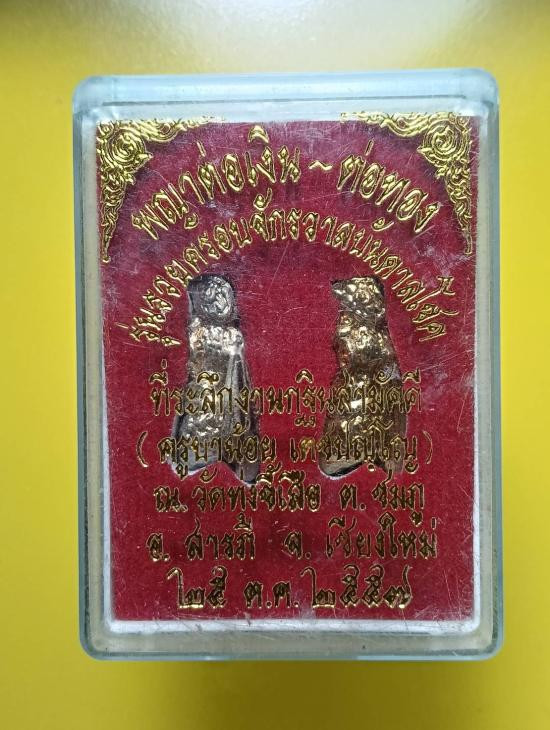 พญาต่อเงิน ~ ต่อทอง
รุ่นรวยครอบจักรวาลบันดาลโชค
ที่ระลึกงานกฐินสามัคคี
( ครูบาน้อย เตชปญฺโญ )
ณ. วัดทุ่งขี้เสือ ต. ชมภู
อ. สารภี จ. เชียงใหม่
๒๕ ต.ค. ๒๕๕๗